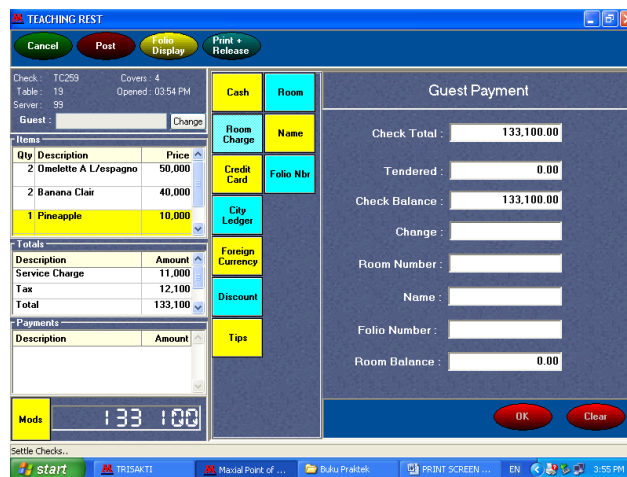 TEACHING REST
Cancel
Post
Folio Display
Print + Release
Check : TC259 Covers : 4
Table : 19 Opened : 03:54 PM
Server : 99
Guest : Change
Items
Qty Description Price
2 Omelette A L/espagno 50,000
2 Banana Clair 40,000
1 Pineapple 10,000
Totals
Description Amount
Service Charge 11,000
Tax 12,100
Total 133,100
Payments
Description Amount
Mods 133 100
Cash
Room
Room Charge
Name
Credit Card
Folio Nbr
City Ledger
Foreign Currency
Discount
Tips
Guest Payment
Check Total : 133,100.00
Tendered : 0.00
Check Balance : 133,100.00
Change :
Room Number :
Name :
Folio Number :
Room Balance : 0.00
OK
Clear
Settle Checks..
start
TRISAKTI
Maxial Point of ...
Buku Praktek
PRINT SCREEN ...
EN
3:55 PM